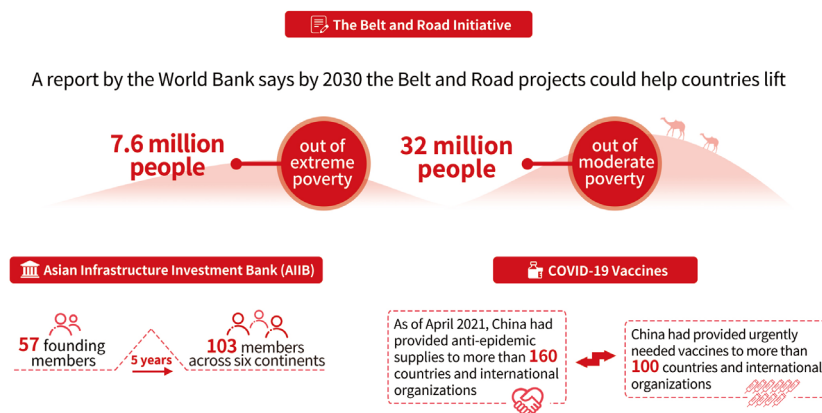 The Belt and Road Initiative
A report by the World Bank says by 2030 the Belt and Road projects could help countries lift
7.6 million
people
out of
extreme
poverty
32 million
people
out of
moderate
poverty
Asian Infrastructure Investment Bank (AIIB)
57 founding
members
5 years
103 members
across six continents
COVID-19 Vaccines
As of April 2021, China had
provided anti-epidemic
supplies to more than 160
countries and international
organizations
China had provided urgently
needed vaccines to more than
100 countries and international
organizations